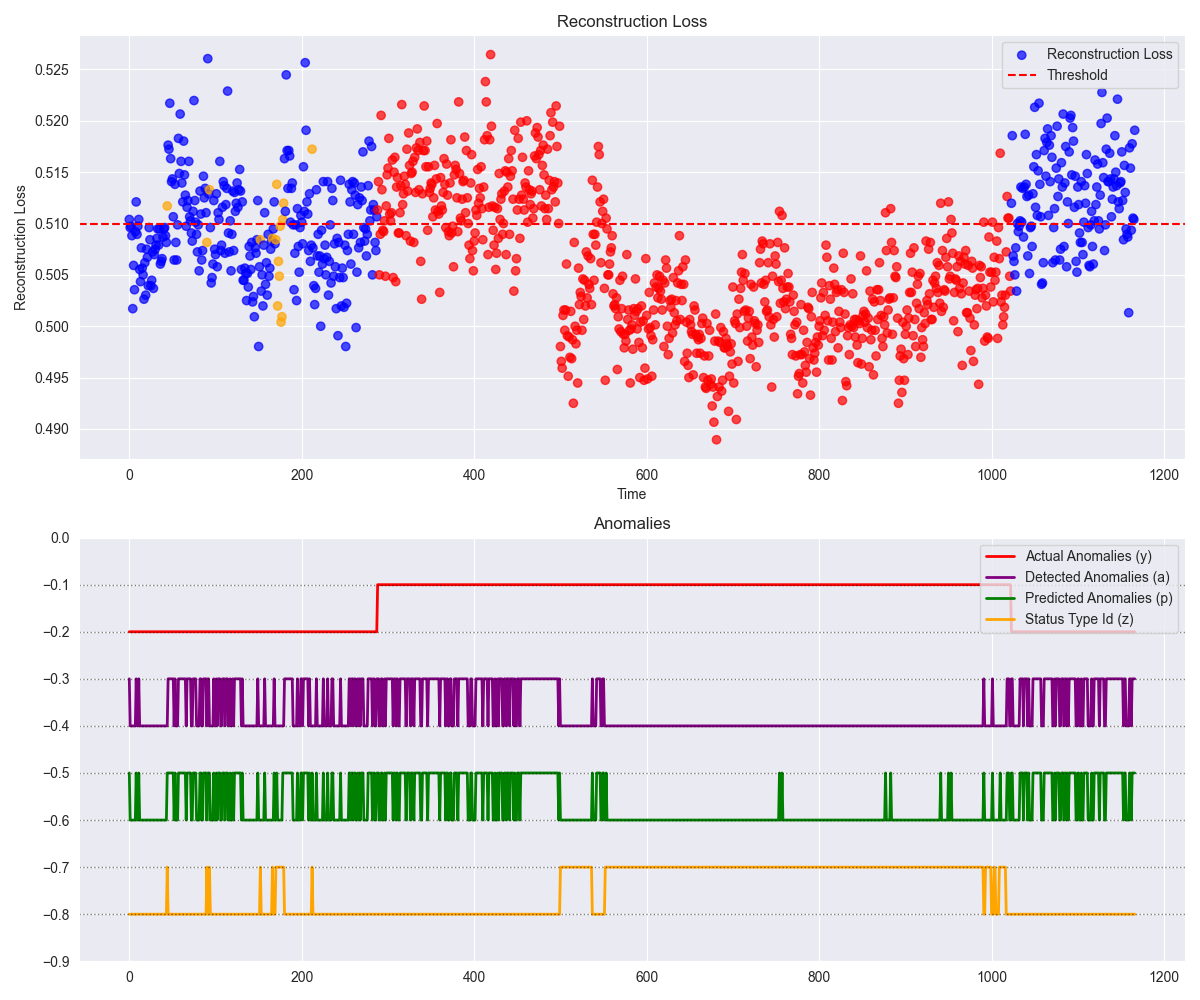 Reconstruction Loss
Reconstruction Loss
Threshold
0.525
0.520
0.515
0.510
0.505
0.500
0.495
0.490
Reconstruction Loss
0 200 400 600 800 1000 1200
Time
Anomalies
Actual Anomalies (y)
Detected Anomalies (a)
Predicted Anomalies (p)
Status Type Id (z)
0.0
−0.1
−0.2
−0.3
−0.4
−0.5
−0.6
−0.7
−0.8
−0.9
0 200 400 600 800 1000 1200